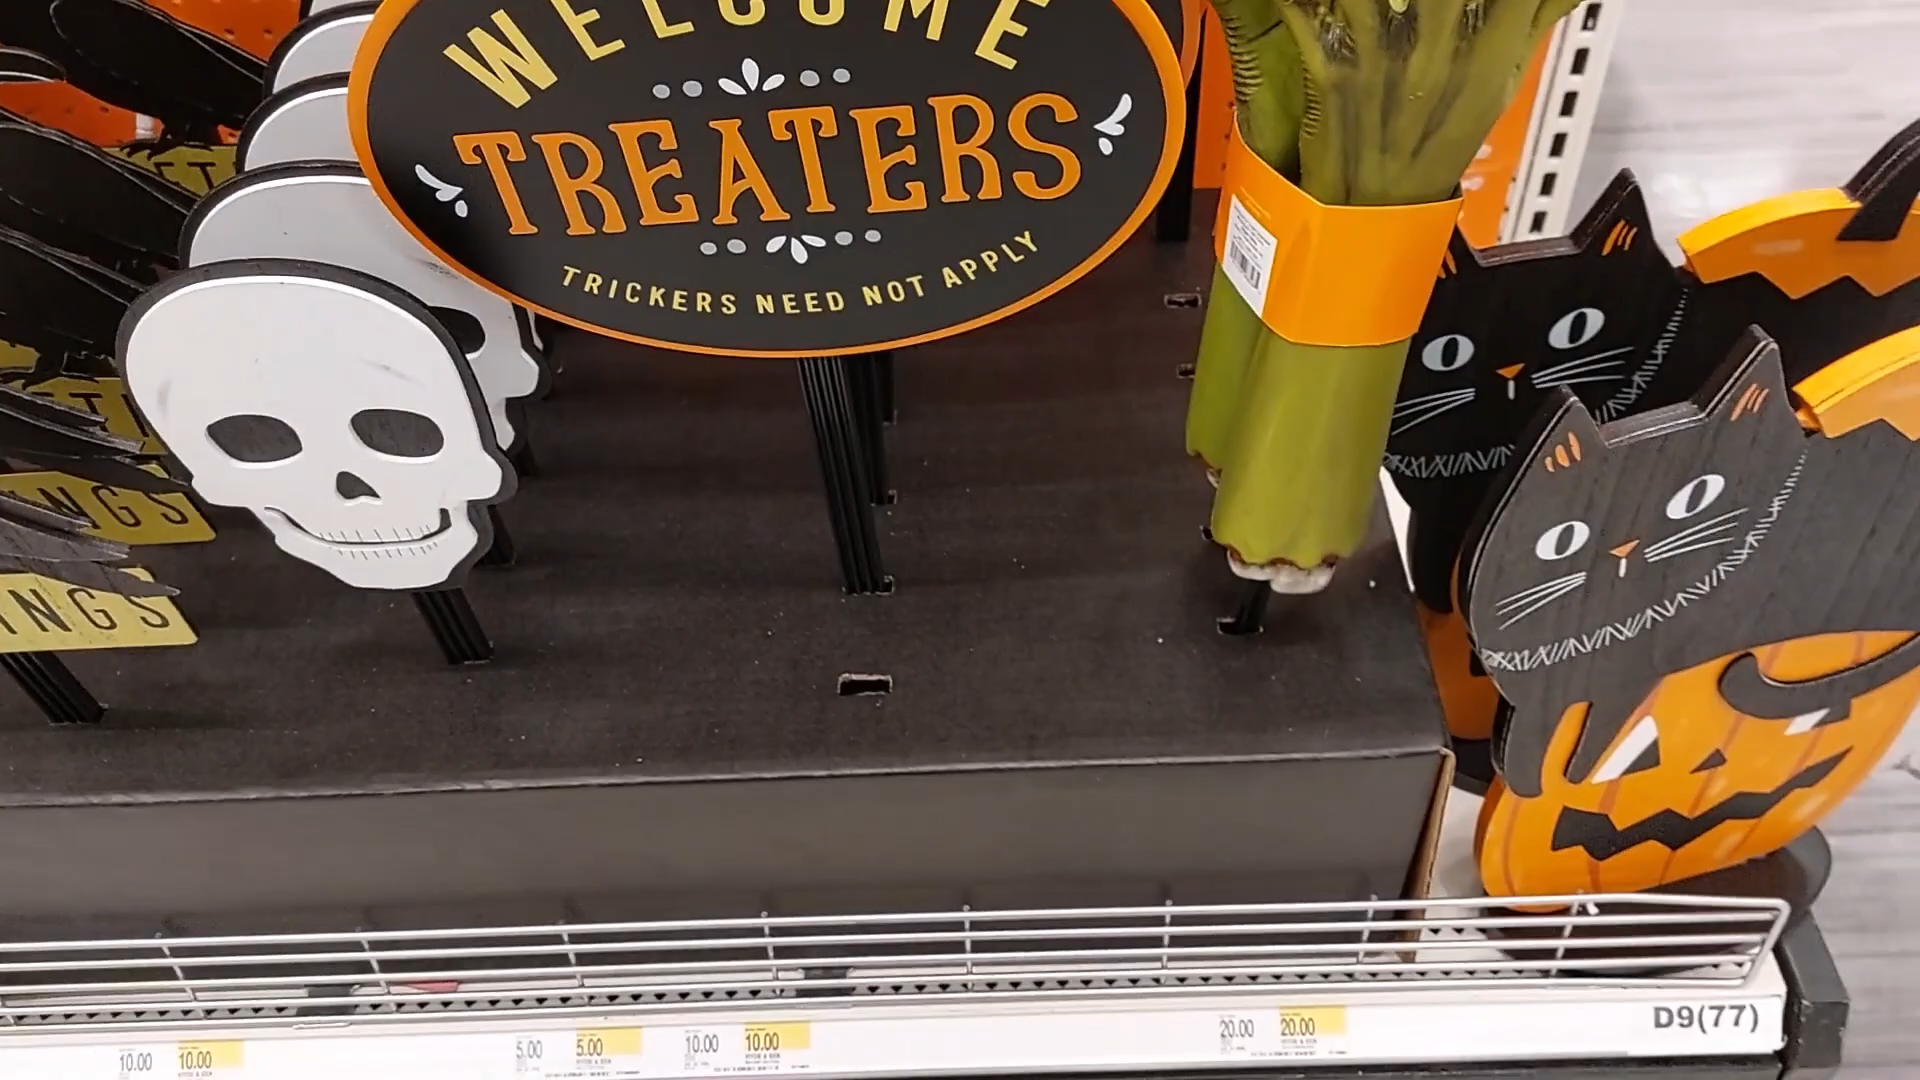 WELCOME
TREATERS
TRICKERS NEED NOT APPLY
INGS
D9(77)
10.00 10.00
5.00 5.00
10.00 10.00
20.00 20.00